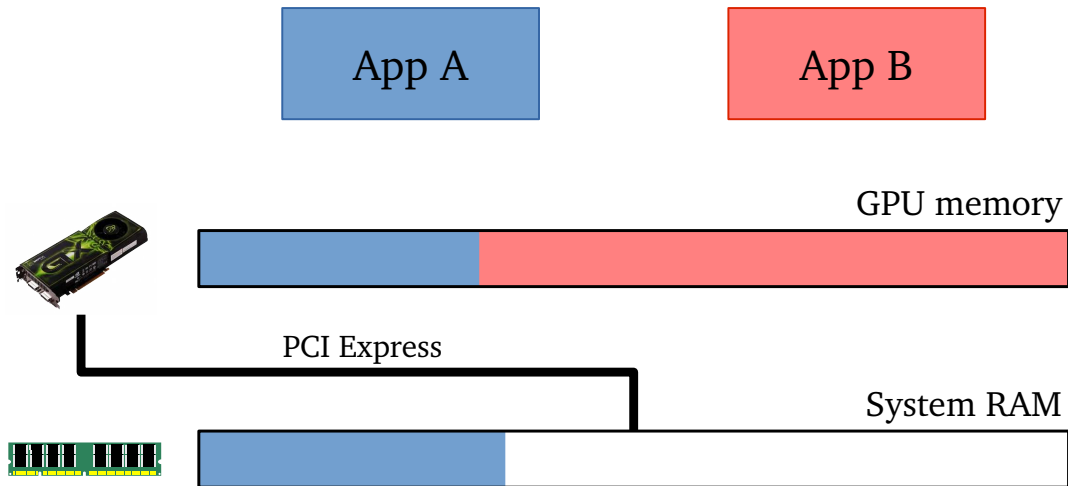 App A
App B
GPU memory
PCI Express
System RAM